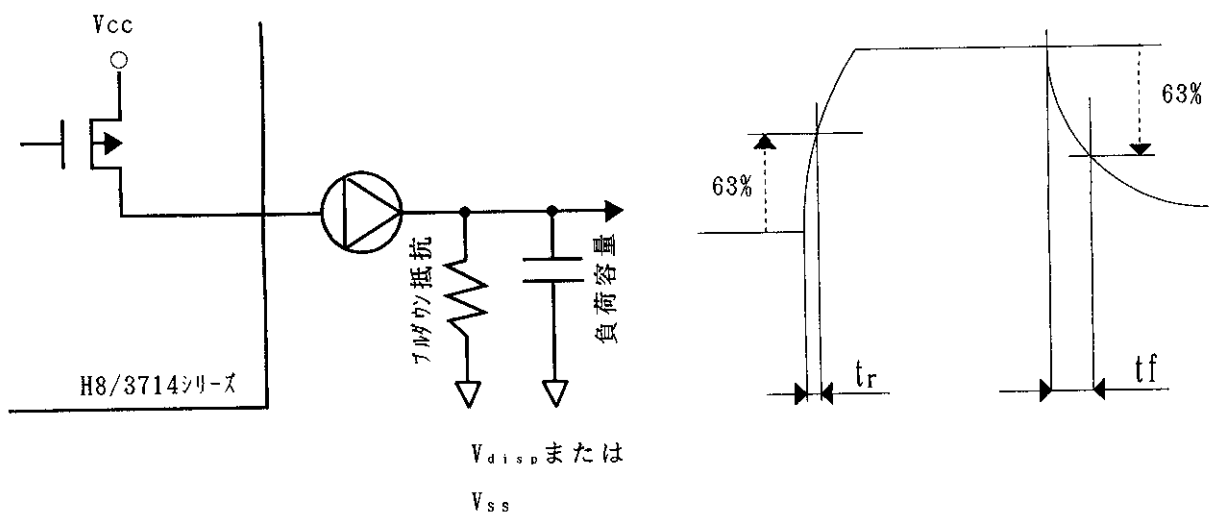 Vcc
H8/3714シリーズ
プルダウン抵抗
負荷容量
Vdispまたは
Vss
63%
tr
63%
tf